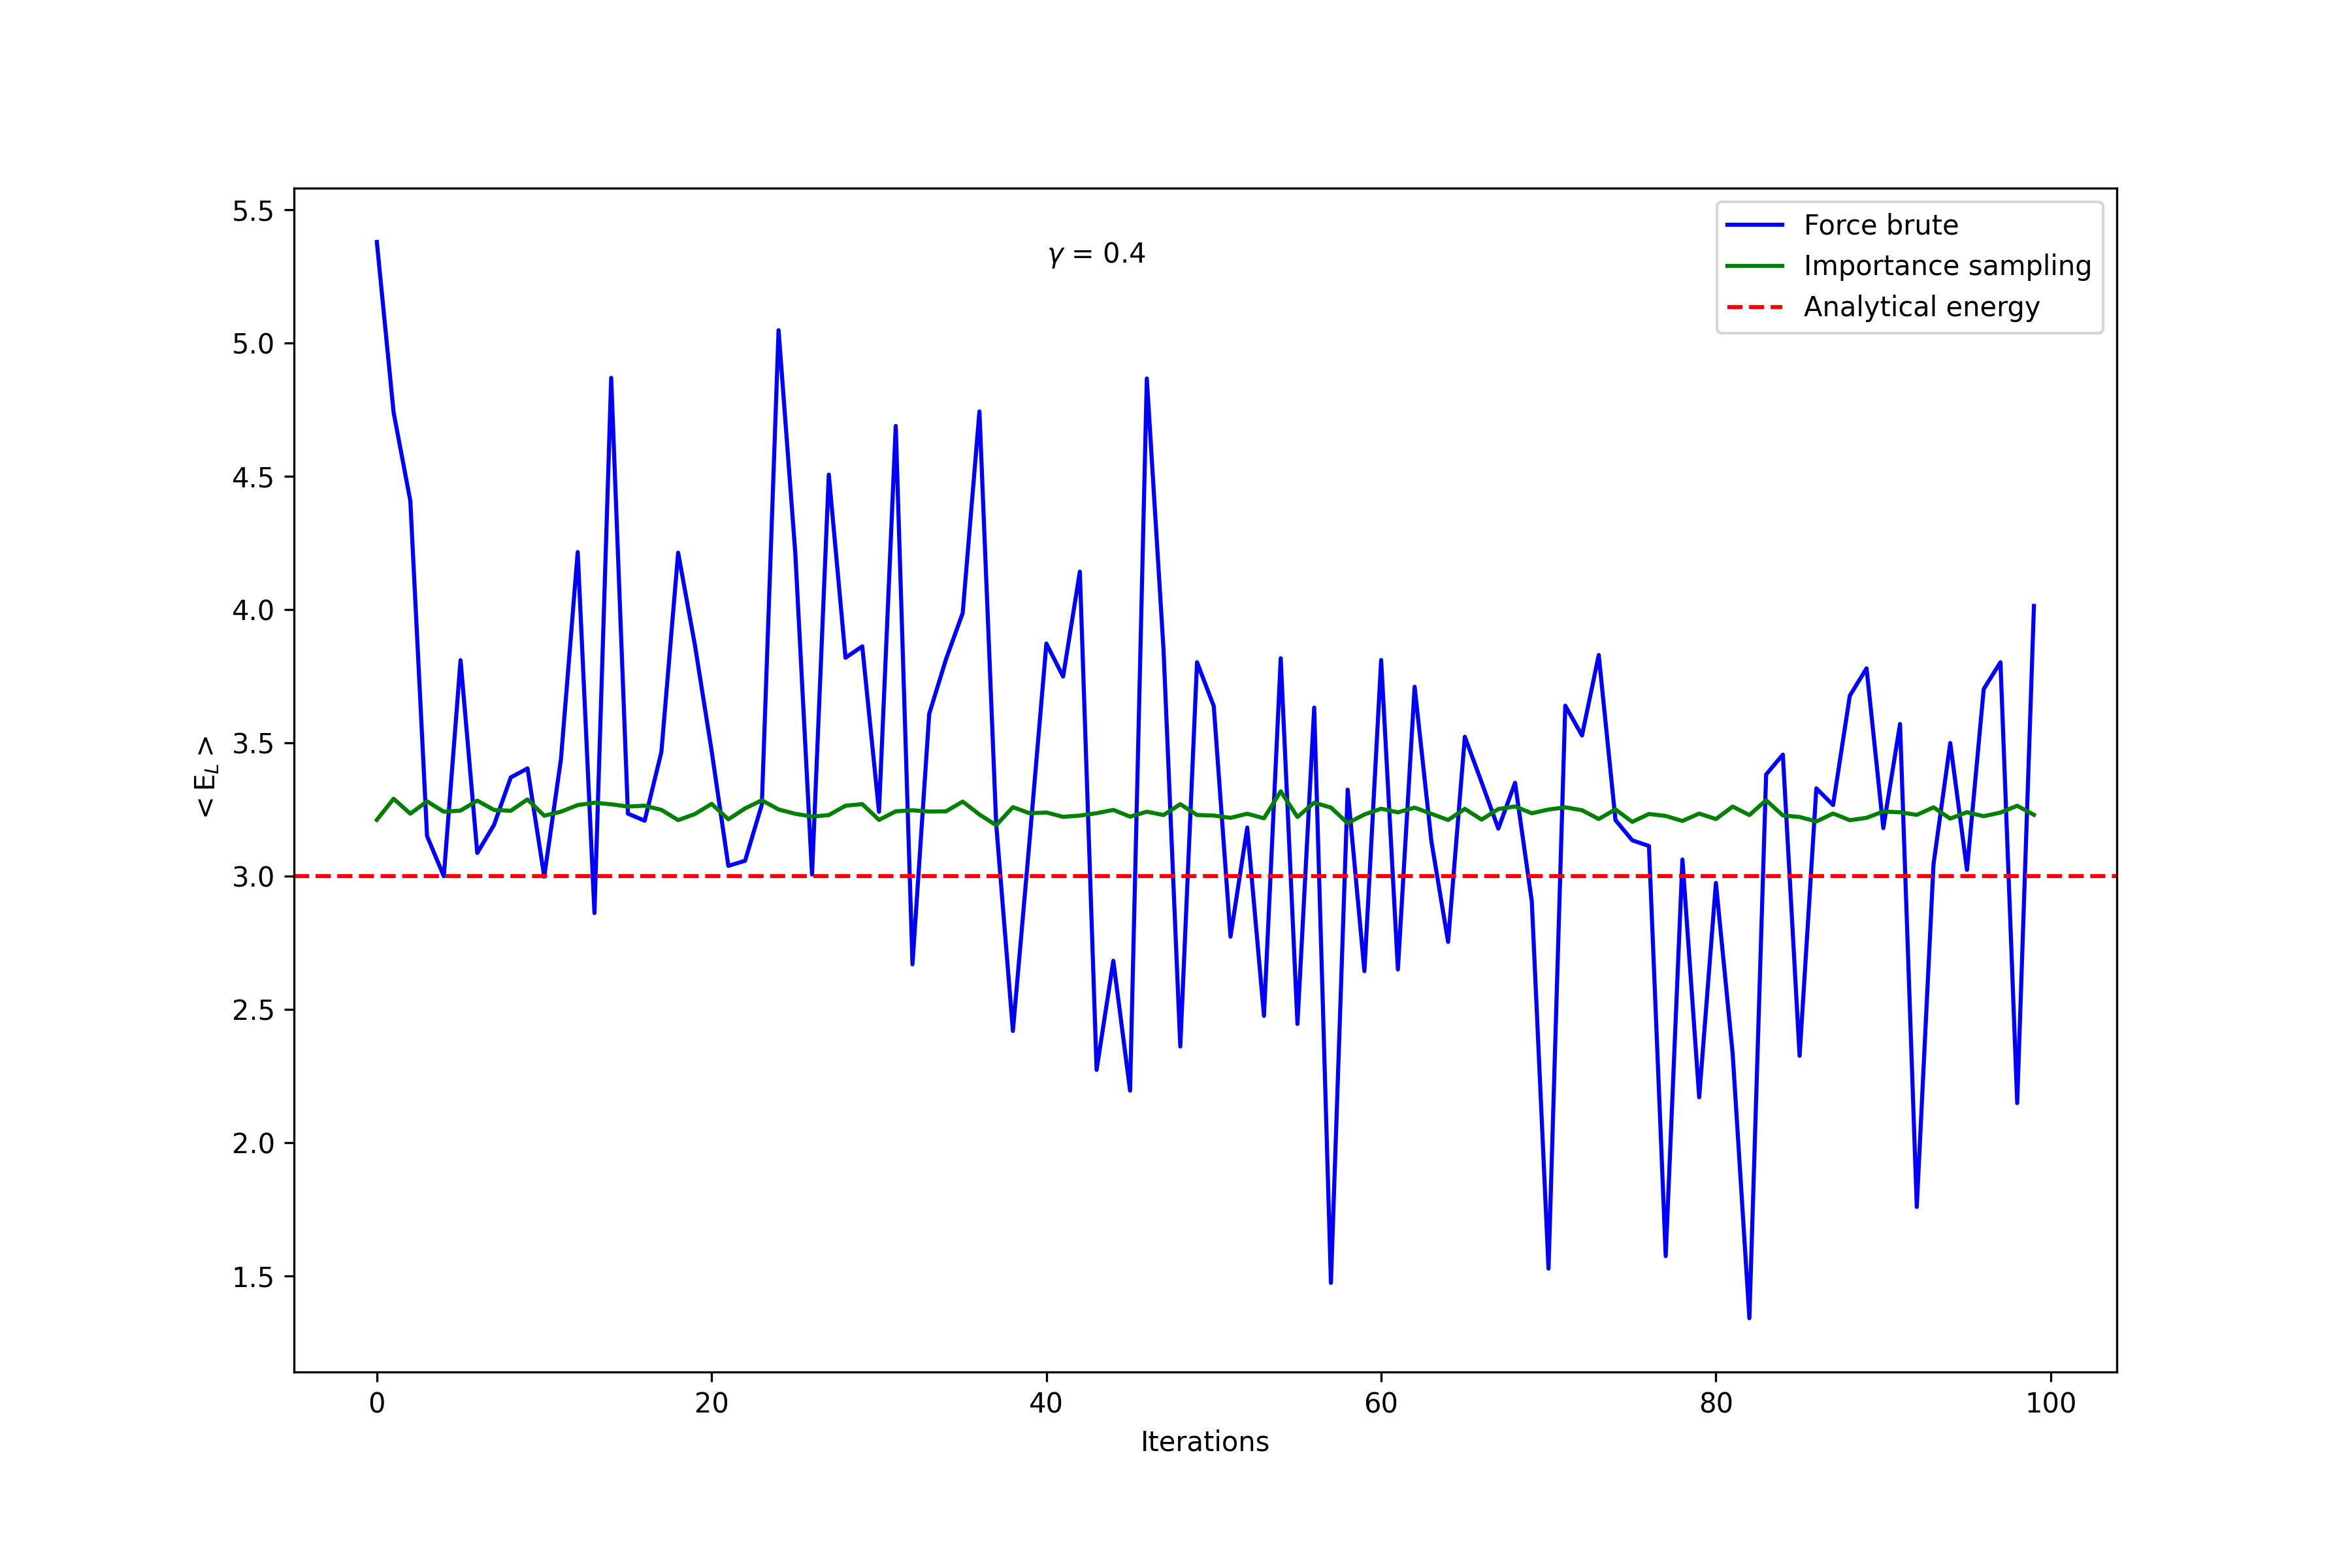 γ = 0.4
Force brute
Importance sampling
Analytical energy
< E_L >
5.5
5.0
4.5
4.0
3.5
3.0
2.5
2.0
1.5
0 20 40 60 80 100
Iterations